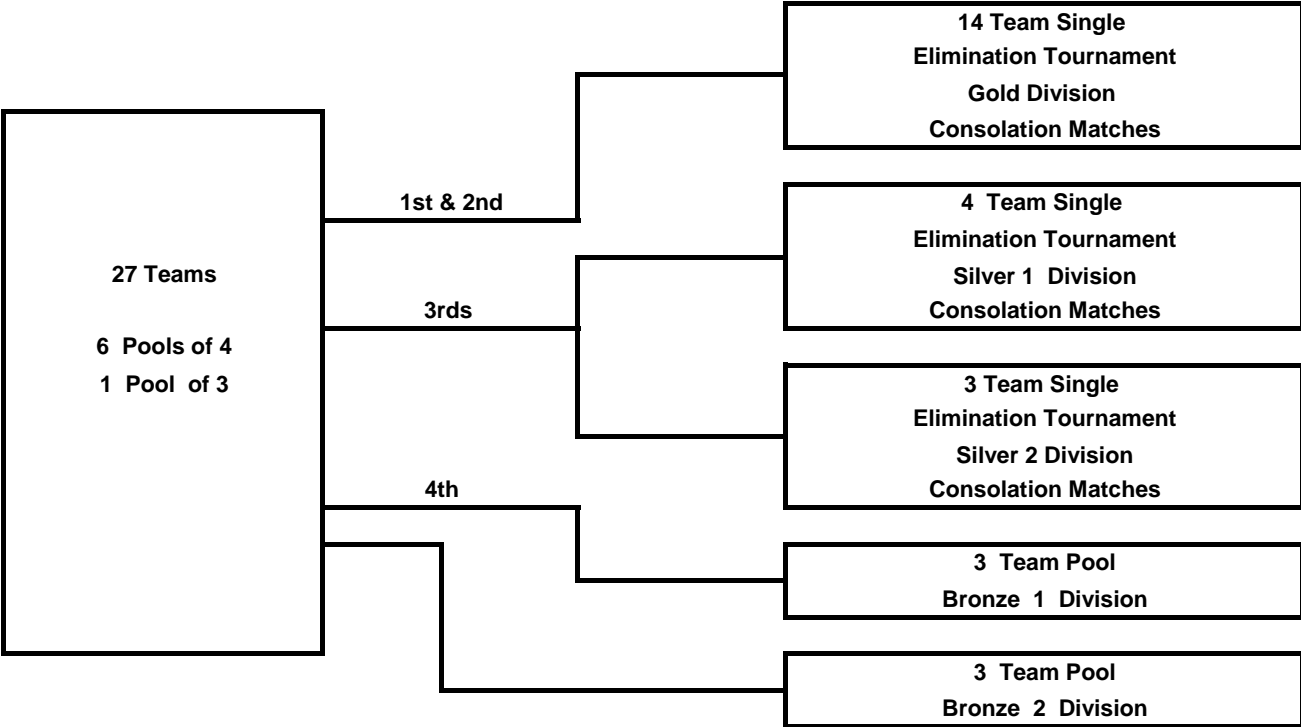 27 Teams
6 Pools of 4
1 Pool of 3
1st & 2nd
3rds
4th
14 Team Single
Elimination Tournament
Gold Division
Consolation Matches
4 Team Single
Elimination Tournament
Silver 1 Division
Consolation Matches
3 Team Single
Elimination Tournament
Silver 2 Division
Consolation Matches
3 Team Pool
Bronze 1 Division
3 Team Pool
Bronze 2 Division